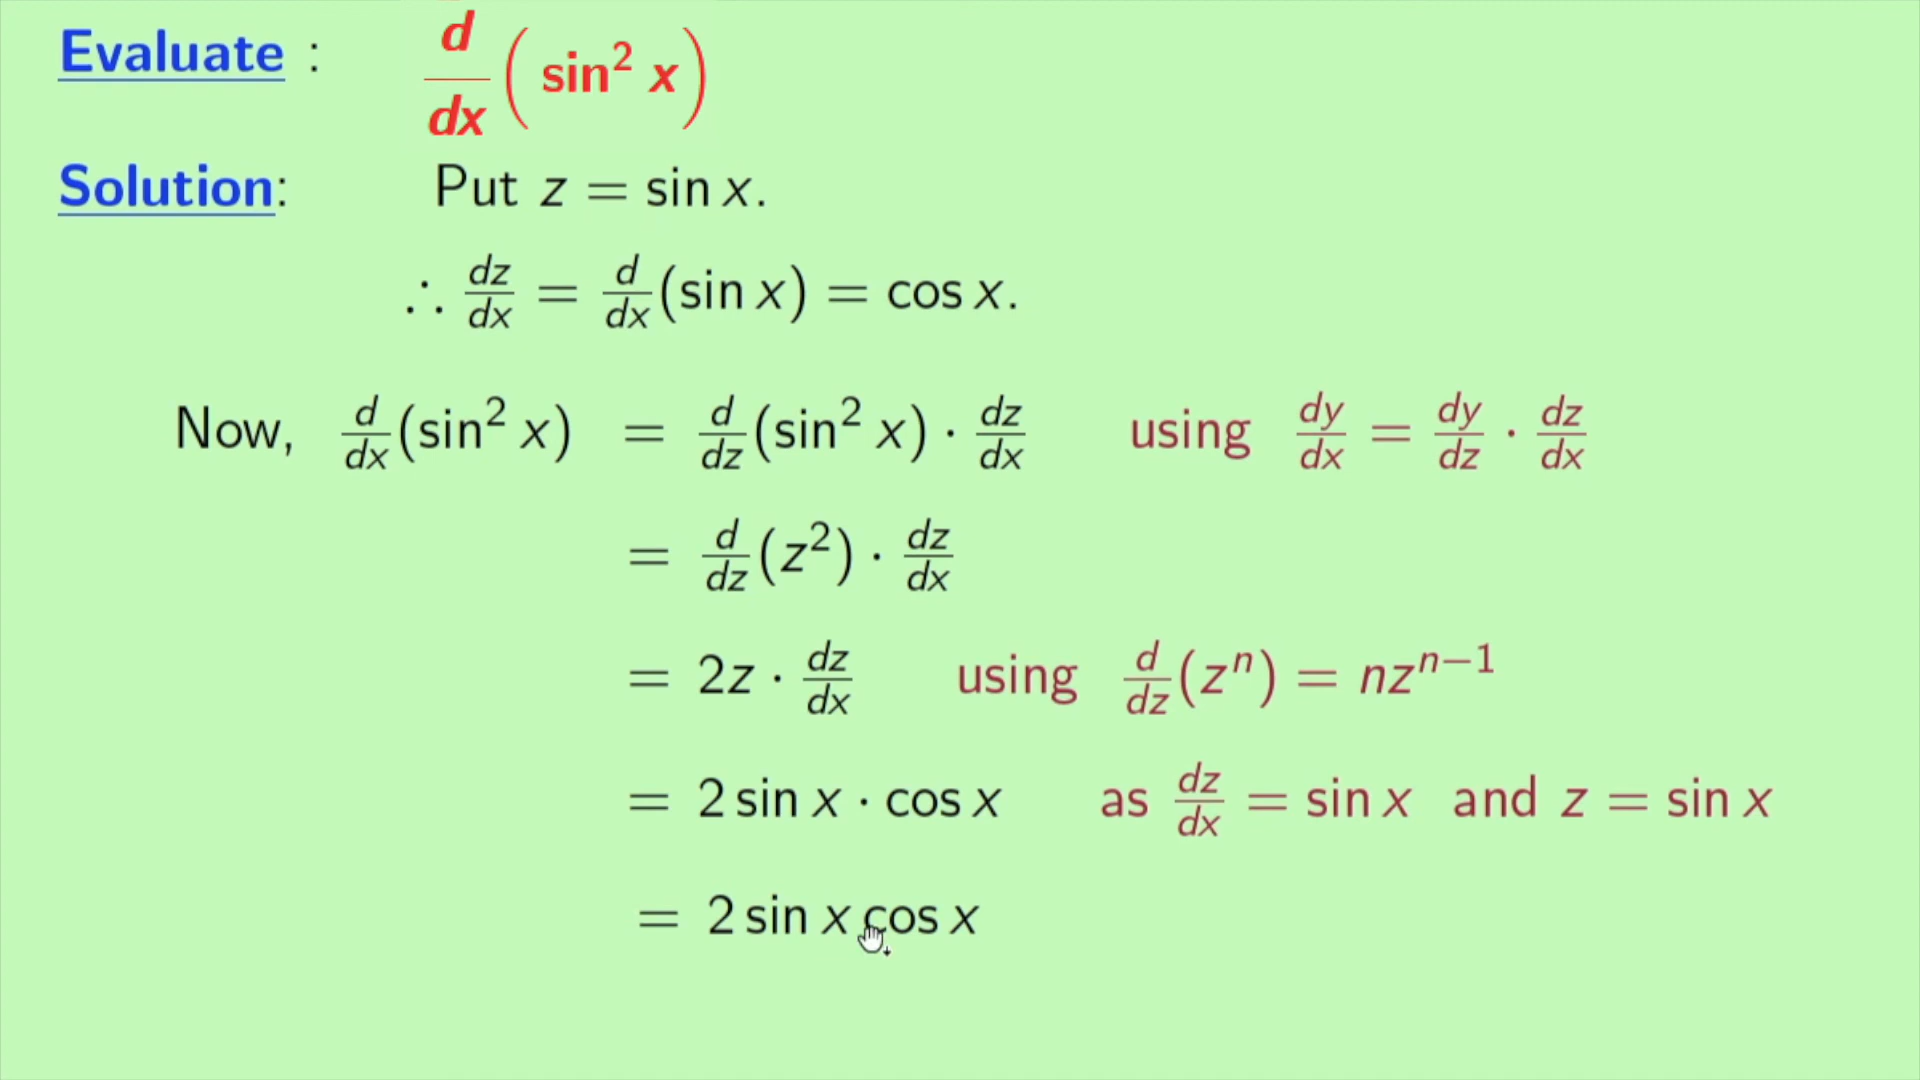 Evaluate : d/dx ( sin² x )
Solution: Put z = sin x.
∴ dz/dx = d/dx (sin x) = cos x.
Now, d/dx (sin² x) = d/dz (sin² x) · dz/dx using dy/dx = dy/dz · dz/dx
= d/dz (z²) · dz/dx
= 2z · dz/dx using d/dz (zⁿ) = nzⁿ⁻¹
= 2 sin x · cos x as dz/dx = sin x and z = sin x
= 2 sin x cos x